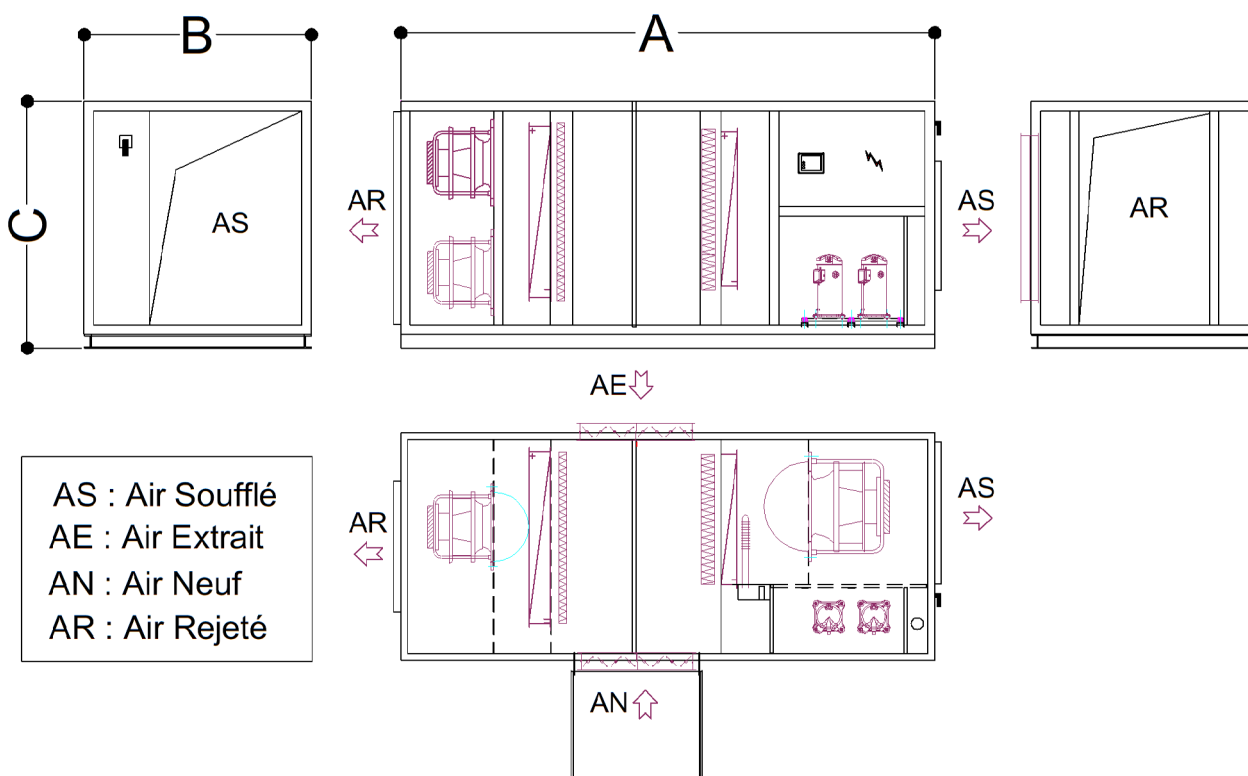 B
A
C
AS
AR
AS
AR
AE
AS : Air Soufflé
AE : Air Extrait
AN : Air Neuf
AR : Air Rejeté
AR
AS
AN